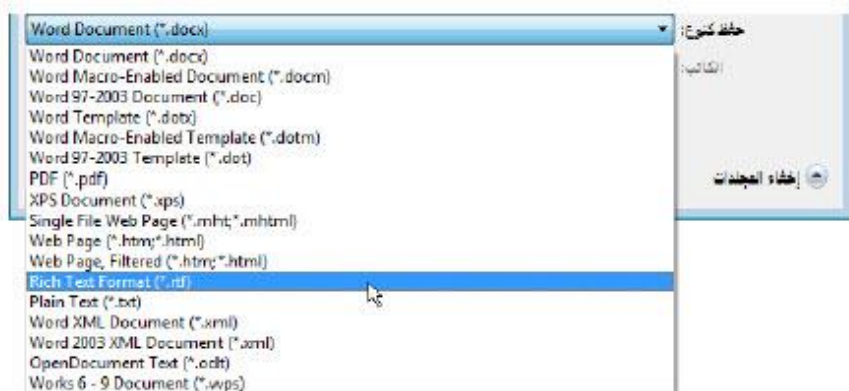 Word Document (*.docx)
حفظ كنوع:
Word Document (*.docx)
الكاتب:
Word Macro-Enabled Document (*.docm)
Word 97-2003 Document (*.doc)
Word Template (*.dotx)
Word Macro-Enabled Template (*.dotm)
Word 97-2003 Template (*.dot)
PDF (*.pdf)
إخفاء المجلدات
XPS Document (*.xps)
Single File Web Page (*.mht;*.mhtml)
Web Page (*.htm;*.html)
Web Page, Filtered (*.htm;*.html)
Rich Text Format (*.rtf)
Plain Text (*.txt)
Word XML Document (*.xml)
Word 2003 XML Document (*.xml)
OpenDocument Text (*.odt)
Works 6 - 9 Document (*.wps)